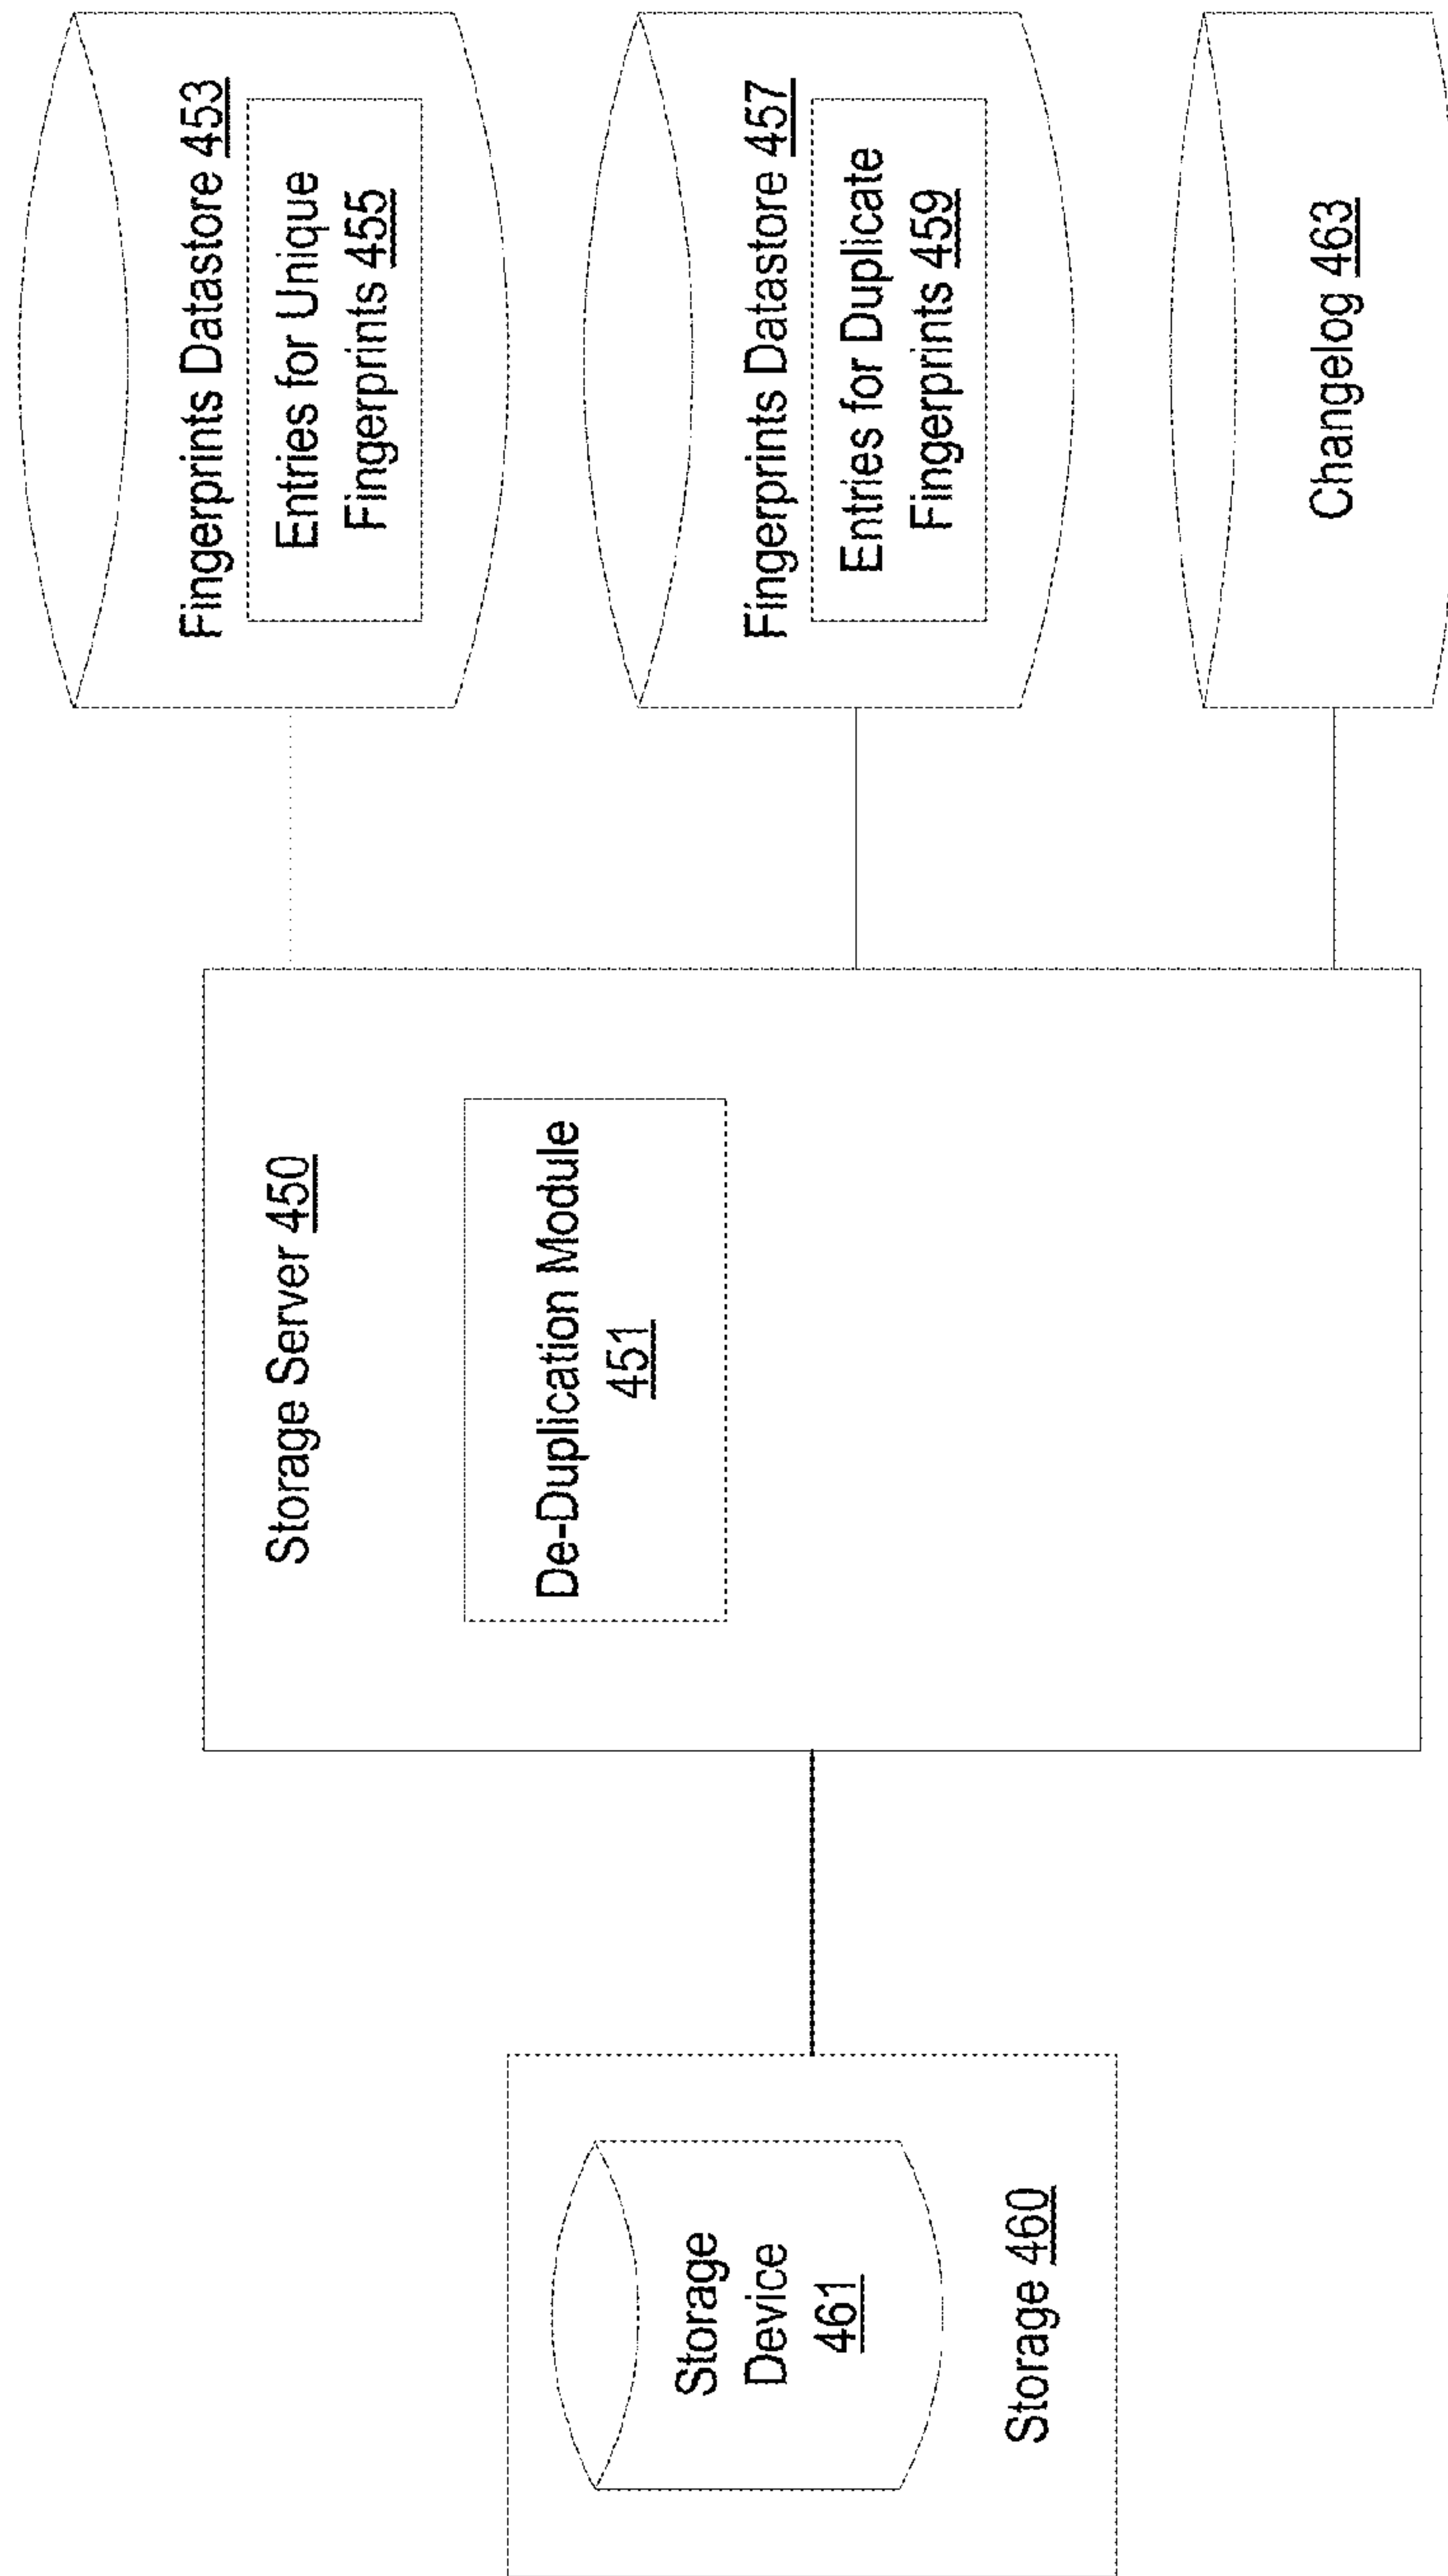 Fingerprints Datastore 453
Entries for Unique
Fingerprints 455
Storage Server 450
De-Duplication Module
451
Fingerprints Datastore 457
Entries for Duplicate
Fingerprints 459
Storage
Device
461
Storage 460
Changelog 463